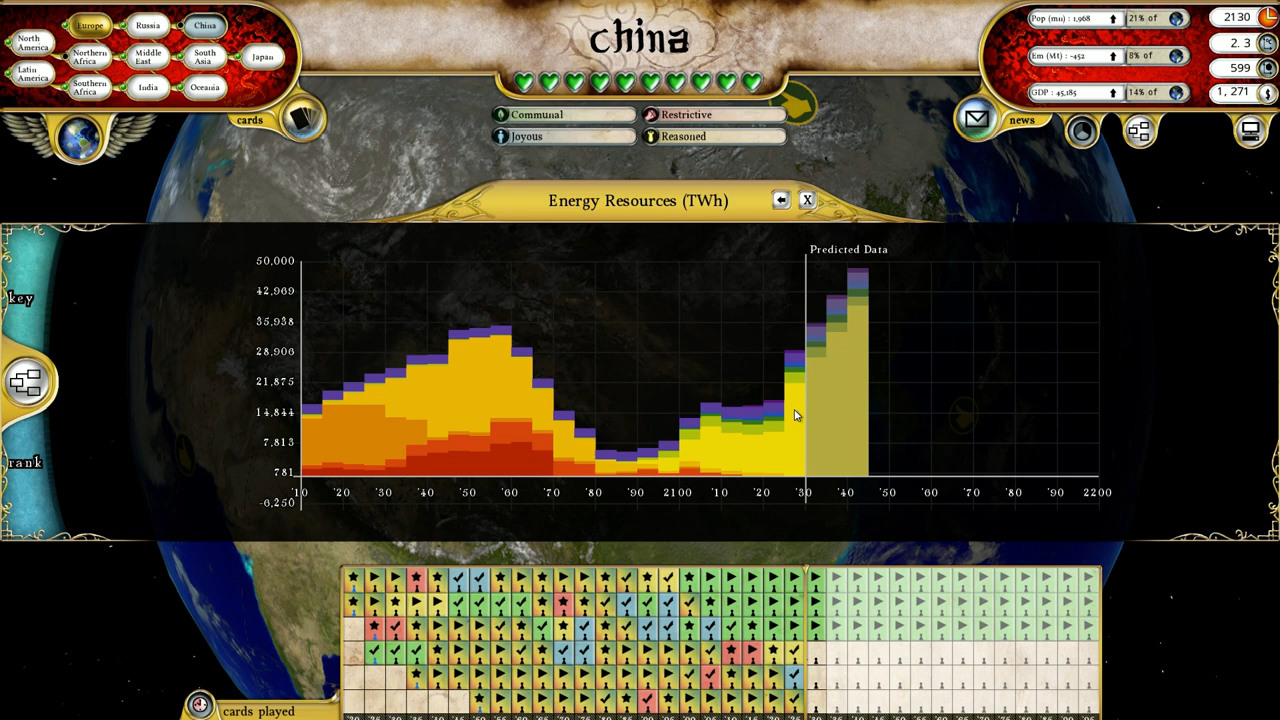 Europe
Russia
China
North
America
Northern
Africa
Middle
East
South
Asia
Japan
Latin
America
Southern
Africa
India
Oceania
cards
china
Communal
Restrictive
Joyous
Reasoned
Pop (mil) : 1,968
21% of
Em (Mt) : -452
8% of
GDP : 45,185
14% of
2130
2. 3
599
1, 271
news
Energy Resources (TWh)
X
key
rank
Predicted Data
50,000
42,969
35,938
28,906
21,875
14,844
7,813
781
-6,250
'10 '20 '30 '40 '50 '60 '70 '80 '90 2100 '10 '20 '30 '40 '50 '60 '70 '80 '90 2200
cards played